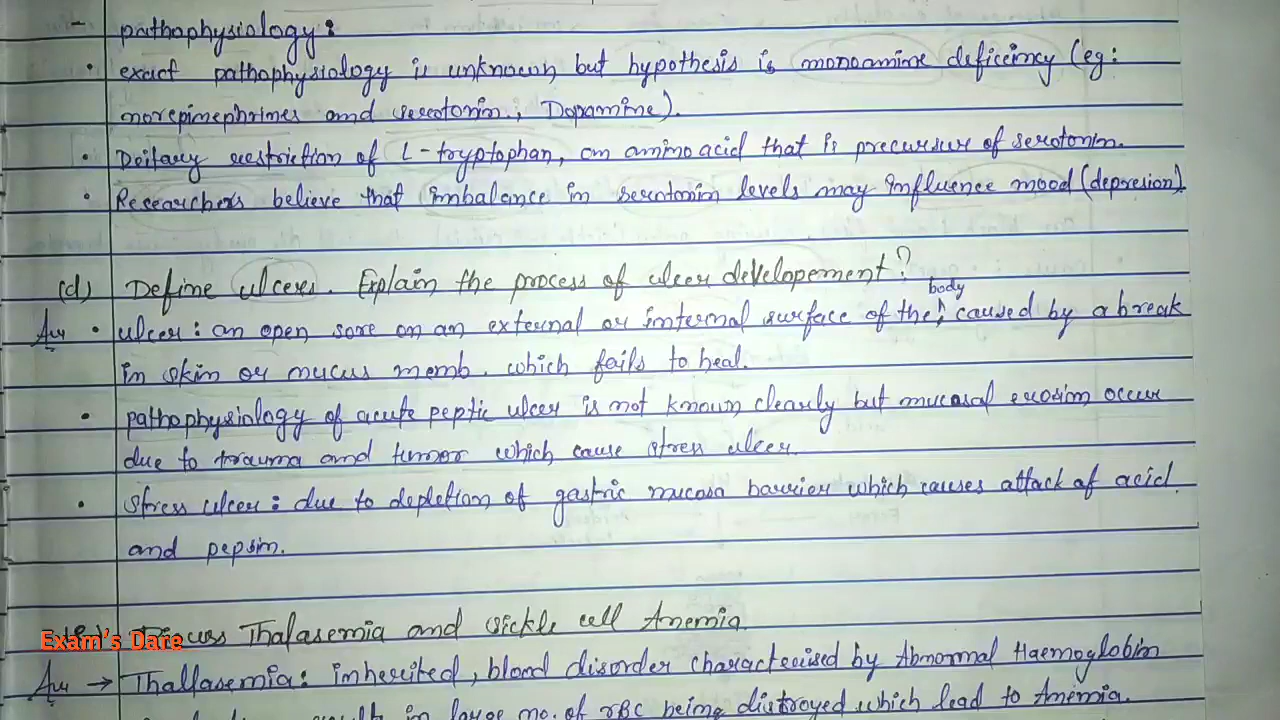 - pathophysiology:
• exact pathophysiology is unknown but hypothesis is monoamine deficiency (eg:
norepinephrines and serotonin, Dopamine).
• Deitary restriction of L-tryptophan, an amino acid that is precursur of serotonin.
• Researchers believe that imbalance in serotonin levels may influence mood (depresion).
(d) Define ulcers. Explain the process of ulcer developement?
body
Ans • ulcer: an open sore on an external or internal surface of the, caused by a break
in skin or mucus memb. which fails to heal.
• pathophysiology of acute peptic ulcer is not known clearly but mucosal erosion occur
due to trauma and tumor which cause stress ulcer.
• stress ulcer: due to depletion of gastric mucosa barrier which causes attack of acid
and pepsin.
Discuss Thalasemia and sickle cell Anemia
Exam's Dare
Ans → Thallasemia: inherited, blood disorder characterised by Abnormal Haemoglobin
in large no. of RBC being distroyed which lead to Anemia.